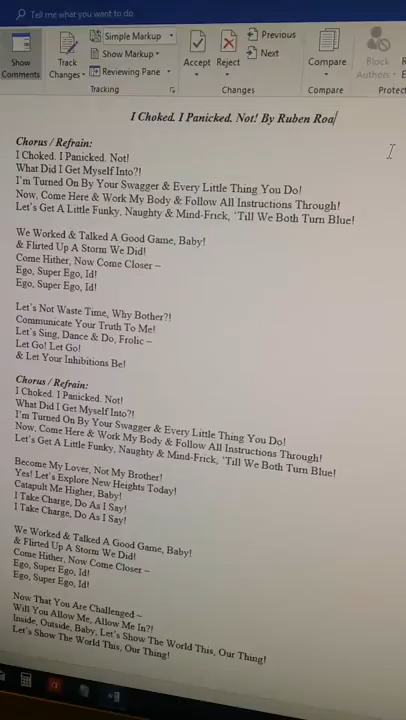 Tell me what you want to do
Simple Markup
Previous
Show Markup
Next
Show Comments
Track Changes
Reviewing Pane
Accept
Reject
Compare
Block Authors
Tracking
Changes
Compare
Protect
I Choked. I Panicked. Not! By Ruben Roa
Chorus / Refrain:
I Choked. I Panicked. Not!
What Did I Get Myself Into?!
I'm Turned On By Your Swagger & Every Little Thing You Do!
Now, Come Here & Work My Body & Follow All Instructions Through!
Let's Get A Little Funky, Naughty & Mind-Frick, 'Till We Both Turn Blue!
We Worked & Talked A Good Game, Baby!
& Flirted Up A Storm We Did!
Come Hither, Now Come Closer –
Ego, Super Ego, Id!
Ego, Super Ego, Id!
Let's Not Waste Time, Why Bother?!
Communicate Your Truth To Me!
Let's Sing, Dance & Do, Frolic –
Let Go! Let Go!
& Let Your Inhibitions Be!
Chorus / Refrain:
I Choked. I Panicked. Not!
What Did I Get Myself Into?!
I'm Turned On By Your Swagger & Every Little Thing You Do!
Now, Come Here & Work My Body & Follow All Instructions Through!
Let's Get A Little Funky, Naughty & Mind-Frick, 'Till We Both Turn Blue!
Become My Lover, Not My Brother!
Yes! Let's Explore New Heights Today!
Catapult Me Higher, Baby!
I Take Charge, Do As I Say!
I Take Charge, Do As I Say!
We Worked & Talked A Good Game, Baby!
& Flirted Up A Storm We Did!
Come Hither, Now Come Closer –
Ego, Super Ego, Id!
Ego, Super Ego, Id!
Now That You Are Challenged –
Will You Allow Me, Allow Me In?!
Inside, Outside, Baby, Let's Show The World This, Our Thing!
Let's Show The World This, Our Thing!